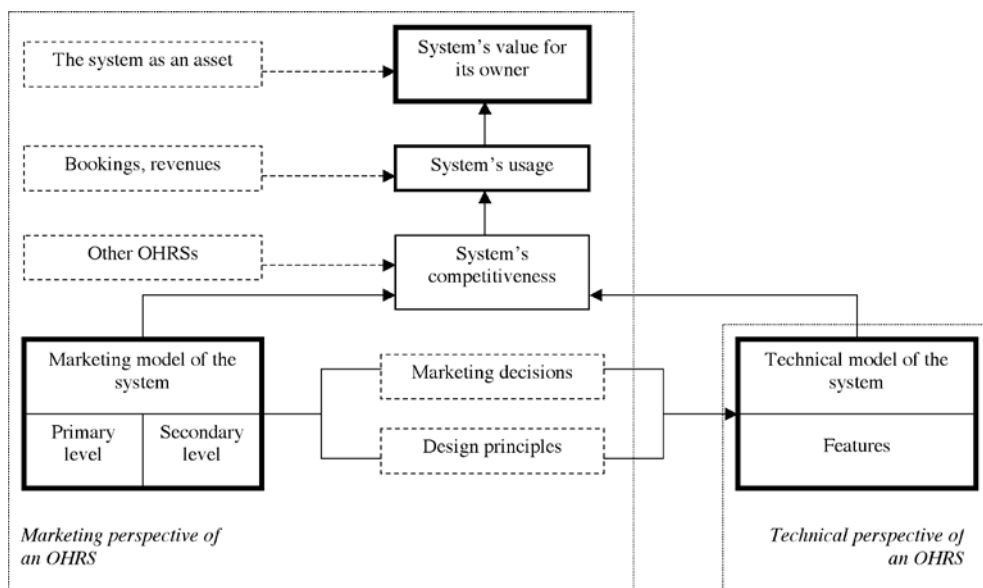 The system as an asset
System's value for
its owner
Bookings, revenues
System's usage
Other OHRSs
System's
competitiveness
Marketing model of the
system
Primary
level
Secondary
level
Marketing decisions
Design principles
Technical model of the
system
Features
Marketing perspective of
an OHRS
Technical perspective of
an OHRS